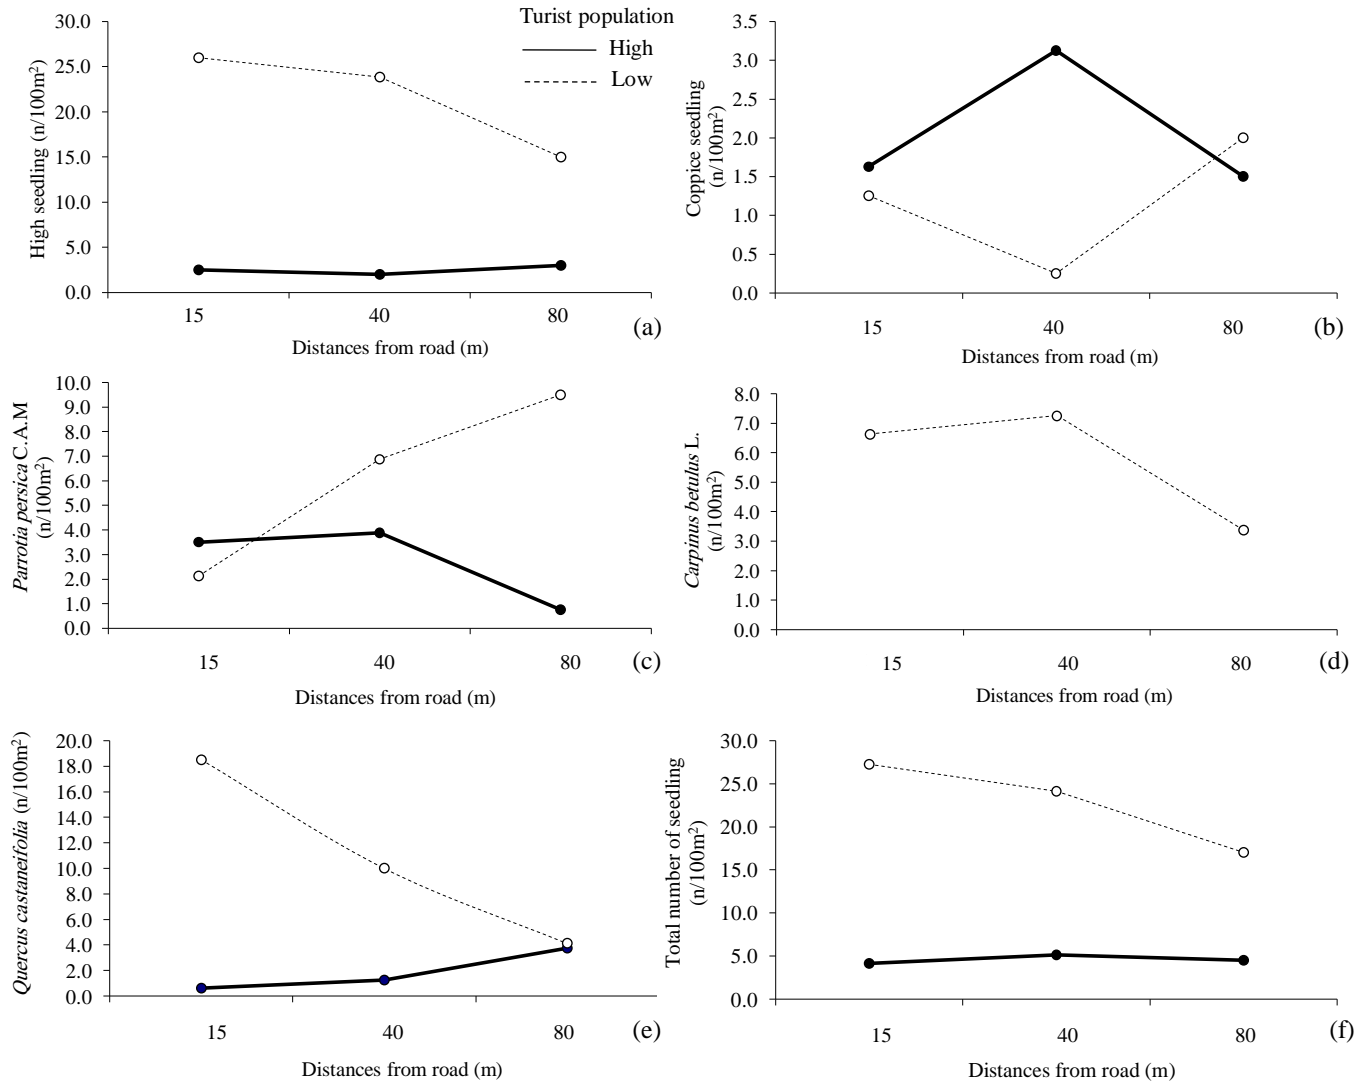 Turist population
High
Low
High seedling (n/100m²)
30.0
25.0
20.0
15.0
10.0
5.0
0.0
15
40
80
(a)
Distances from road (m)
Coppice seedling
(n/100m²)
3.5
3.0
2.5
2.0
1.5
1.0
0.5
0.0
15
40
80
(b)
Distances from road (m)
Parrotia persica C.A.M
(n/100m²)
10.0
9.0
8.0
7.0
6.0
5.0
4.0
3.0
2.0
1.0
0.0
15
40
80
(c)
Distances from road (m)
Carpinus betulus L.
(n/100m²)
8.0
7.0
6.0
5.0
4.0
3.0
2.0
1.0
0.0
15
40
80
(d)
Distances from road (m)
Quercus castaneifolia (n/100m²)
20.0
18.0
16.0
14.0
12.0
10.0
8.0
6.0
4.0
2.0
0.0
15
40
80
(e)
Distances from road (m)
Total number of seedling
(n/100m²)
30.0
25.0
20.0
15.0
10.0
5.0
0.0
15
40
80
(f)
Distances from road (m)